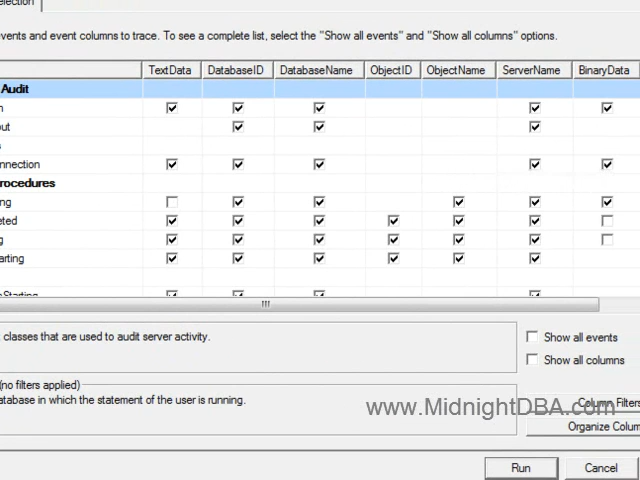 election
vents and event columns to trace. To see a complete list, select the "Show all events" and "Show all columns" options.
TextData DatabaseID DatabaseName ObjectID ObjectName ServerName BinaryData
Audit
n
out
s
nnection
rocedures
ng
eted
g
tarting
Starting
classes that are used to audit server activity.
Show all events
Show all columns
(no filters applied)
atabase in which the statement of the user is running.
Column Filters
www.MidnightDBA.com
Organize Colum
Run Cancel